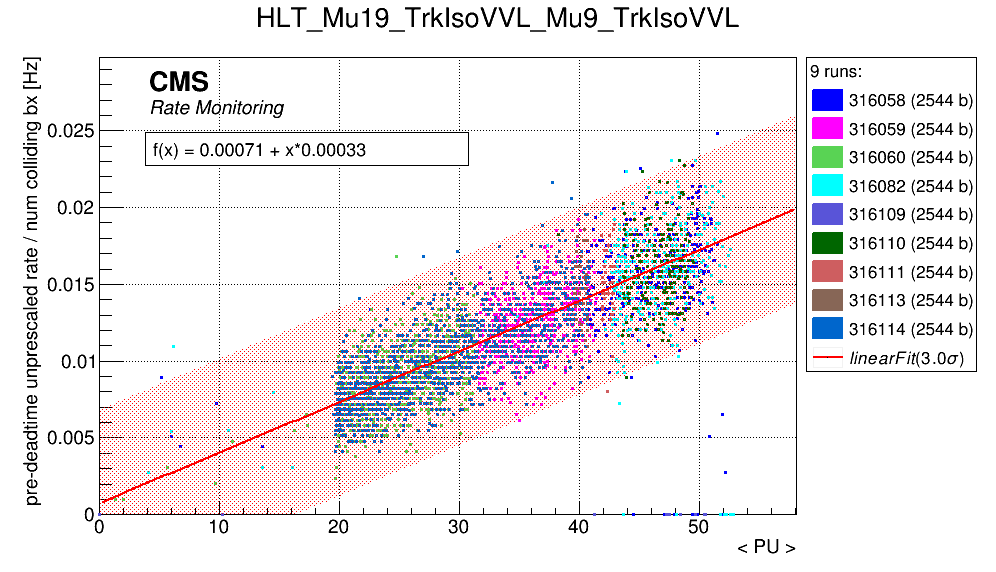 HLT_Mu19_TrkIsoVVL_Mu9_TrkIsoVVL
pre-deadtime unprescaled rate / num colliding bx [Hz]
CMS
Rate Monitoring
f(x) = 0.00071 + x*0.00033
0.025
0.02
0.015
0.01
0.005
0
0
10
20
30
40
50
< PU >
9 runs:
316058 (2544 b)
316059 (2544 b)
316060 (2544 b)
316082 (2544 b)
316109 (2544 b)
316110 (2544 b)
316111 (2544 b)
316113 (2544 b)
316114 (2544 b)
linearFit(3.0σ)